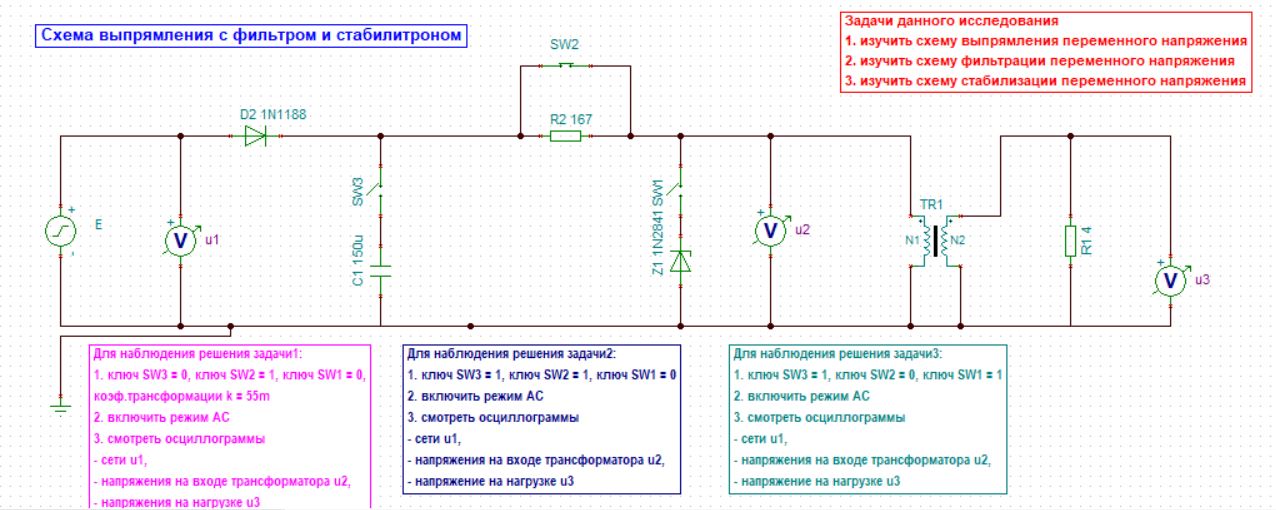 Схема выпрямления с фильтром и стабилитроном
Задачи данного исследования
1. изучить схему выпрямления переменного напряжения
2. изучить схему фильтрации переменного напряжения
3. изучить схему стабилизации переменного напряжения
SW2
D2 1N1188
R2 167
SW3
SW1
TR1
E
V
u1
C1 150u
Z1 1N2841
V
u2
N1
N2
R1 4
V
u3
Для наблюдения решения задачи1:
1. ключ SW3 = 0, ключ SW2 = 1, ключ SW1 = 0,
коэф.трансформации k = 55m
2. включить режим AC
3. смотреть осциллограммы
- сети u1,
- напряжения на входе трансформатора u2,
- напряжения на нагрузке u3
Для наблюдения решения задачи2:
1. ключ SW3 = 1, ключ SW2 = 1, ключ SW1 = 0
2. включить режим AC
3. смотреть осциллограммы
- сети u1,
- напряжения на входе трансформатора u2,
- напряжение на нагрузке u3
Для наблюдения решения задачи3:
1. ключ SW3 = 1, ключ SW2 = 0, ключ SW1 = 1
2. включить режим AC
3. смотреть осциллограммы
- сети u1,
- напряжения на входе трансформатора u2,
- напряжение на нагрузке u3